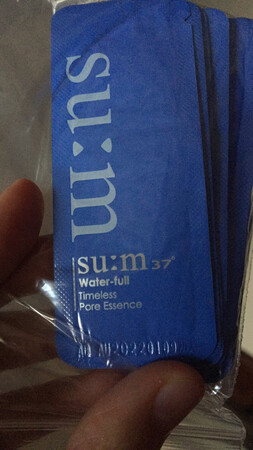 su:m
su:m37°
Water-full
Timeless
Pore Essence